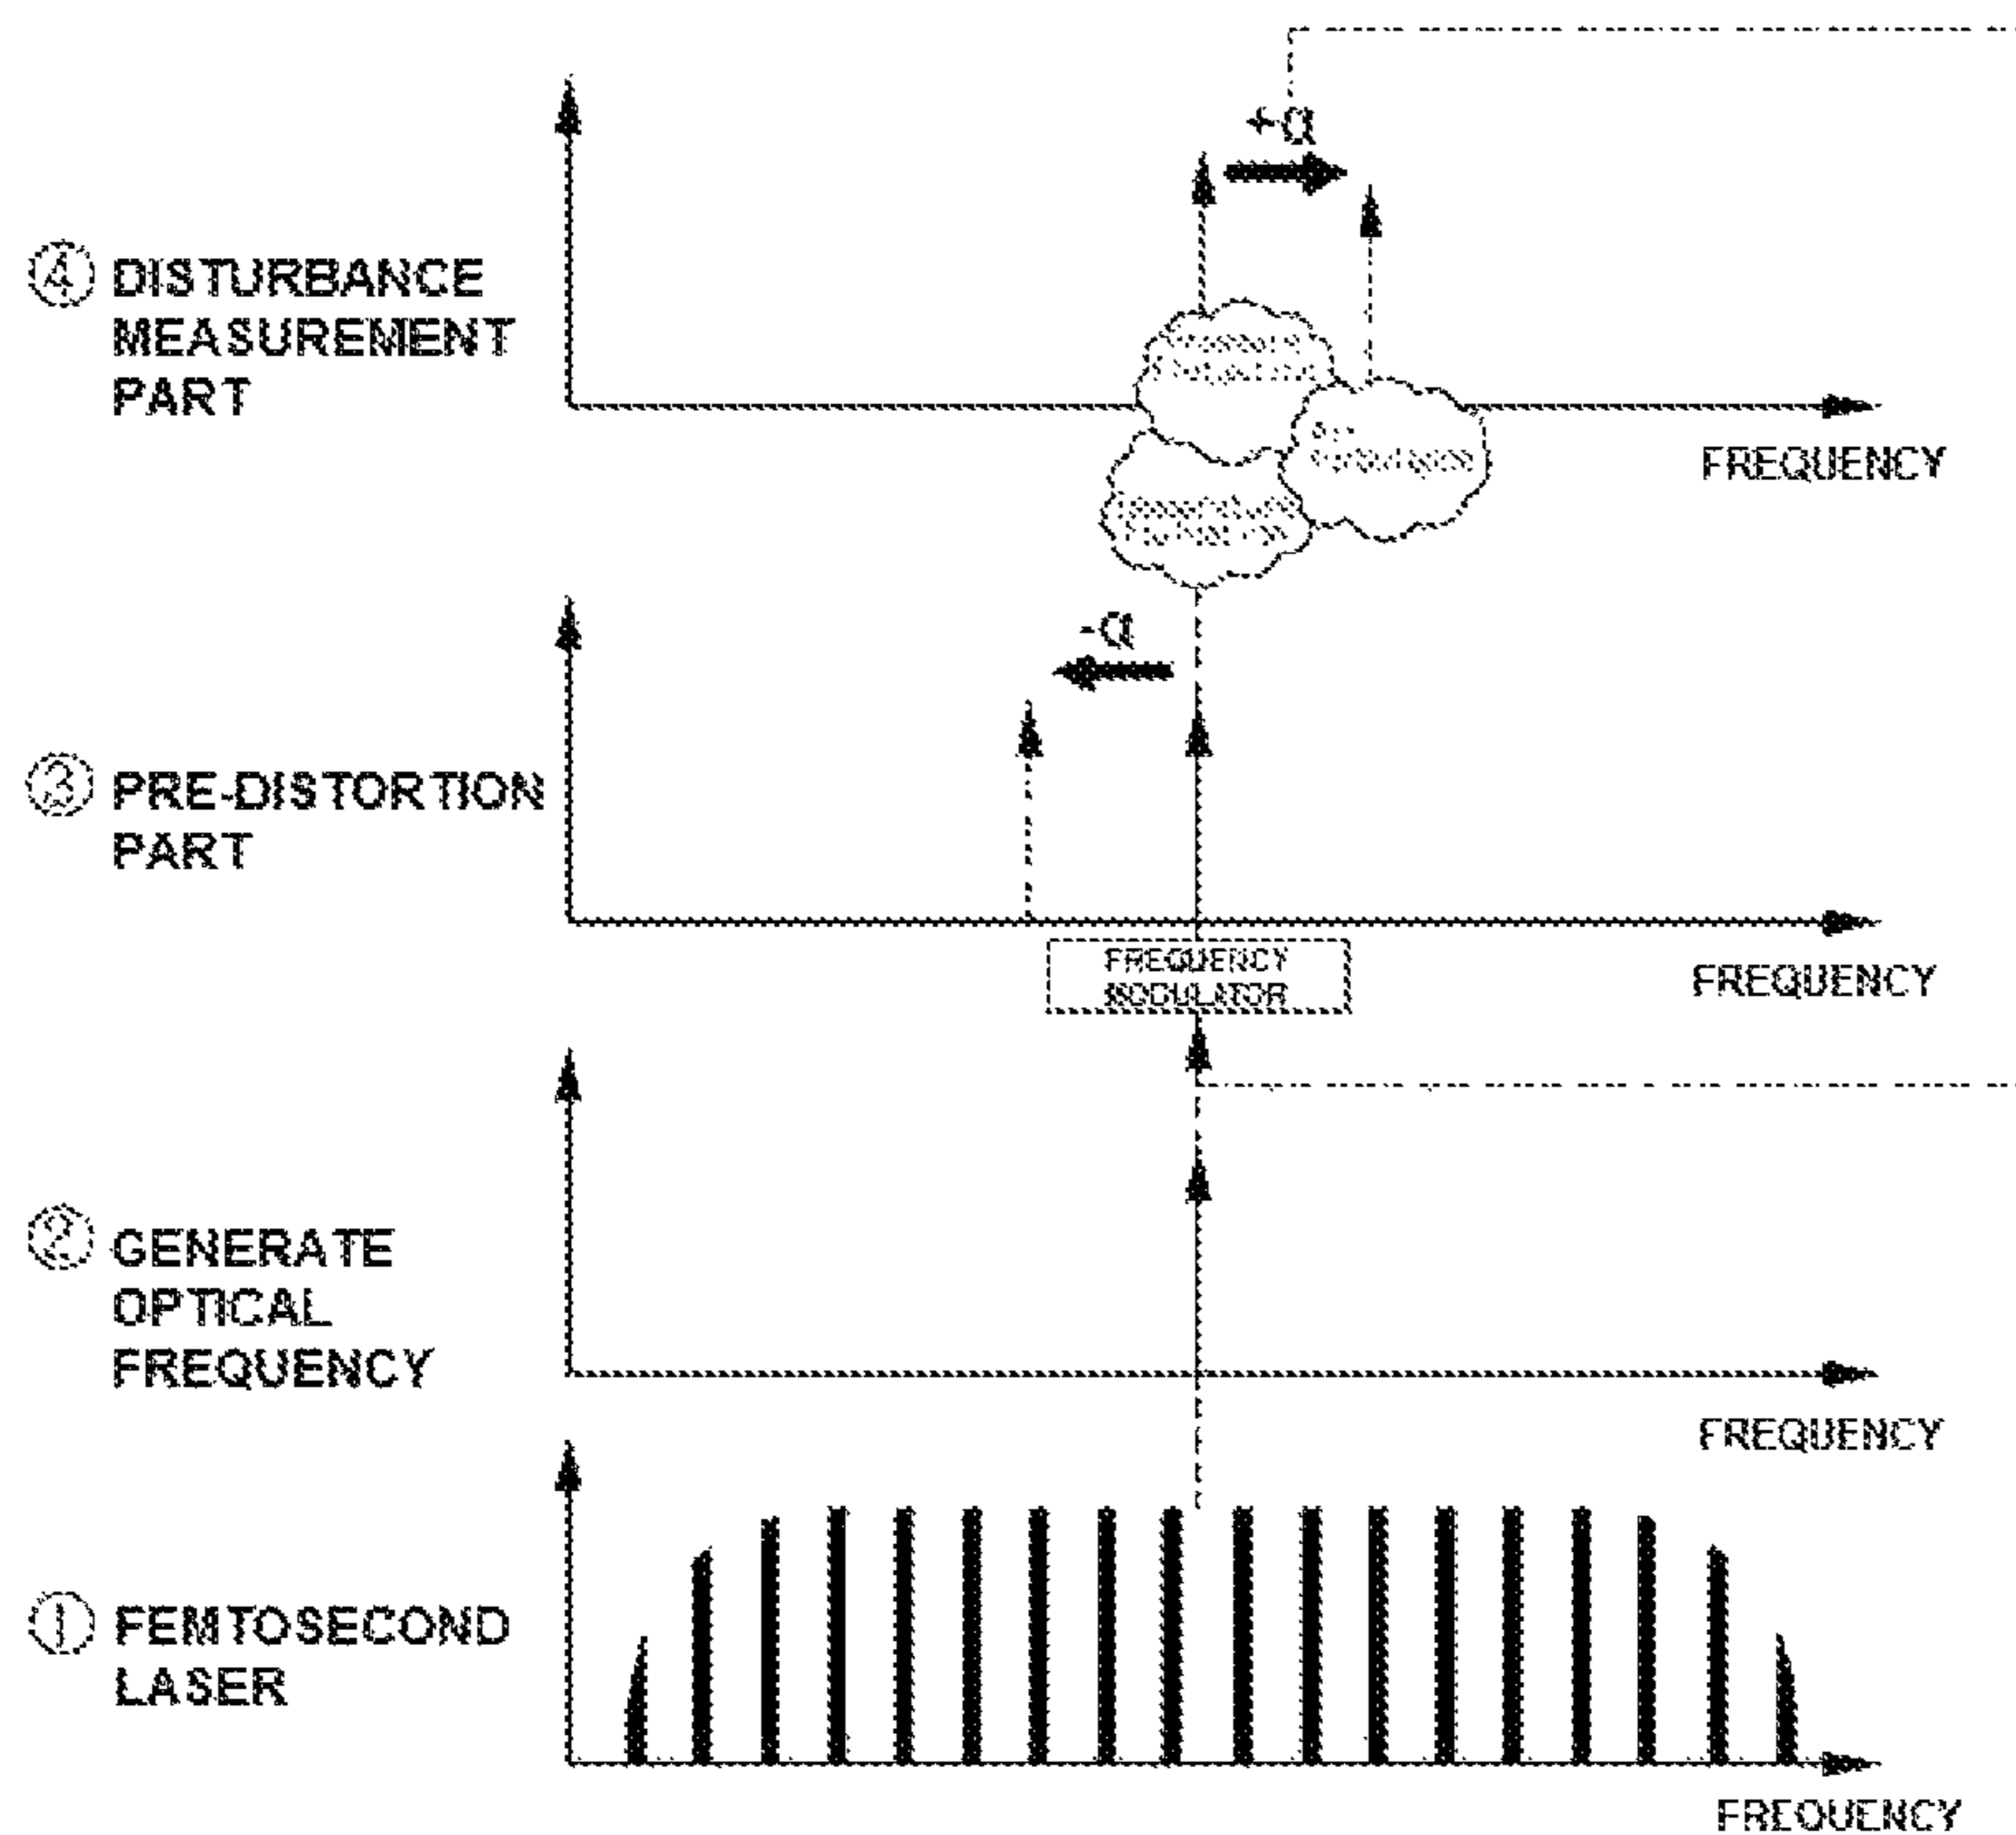 +α
④ DISTURBANCE
MEASUREMENT
PART
FREQUENCY
-α
③ PRE-DISTORTION
PART
FREQUENCY
MODULATOR
FREQUENCY
② GENERATE
OPTICAL
FREQUENCY
FREQUENCY
① FEMTOSECOND
LASER
FREQUENCY